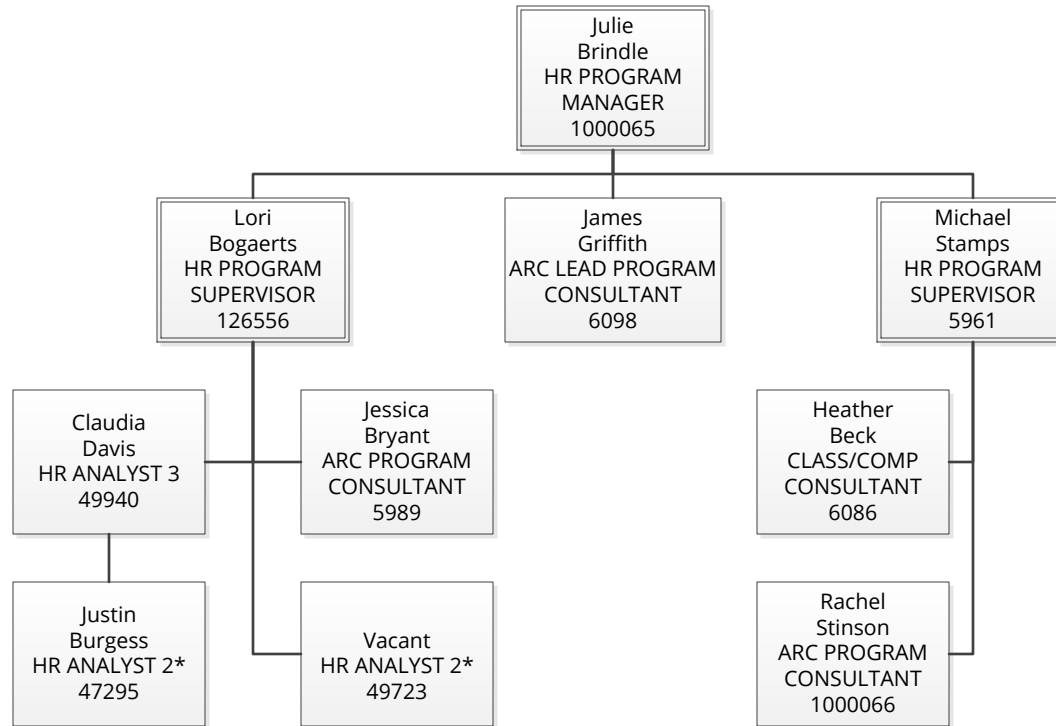 Julie
Brindle
HR PROGRAM
MANAGER
1000065
Lori
Bogaerts
HR PROGRAM
SUPERVISOR
126556
James
Griffith
ARC LEAD PROGRAM
CONSULTANT
6098
Michael
Stamps
HR PROGRAM
SUPERVISOR
5961
Claudia
Davis
HR ANALYST 3
49940
Jessica
Bryant
ARC PROGRAM
CONSULTANT
5989
Heather
Beck
CLASS/COMP
CONSULTANT
6086
Justin
Burgess
HR ANALYST 2*
47295
Vacant
HR ANALYST 2*
49723
Rachel
Stinson
ARC PROGRAM
CONSULTANT
1000066